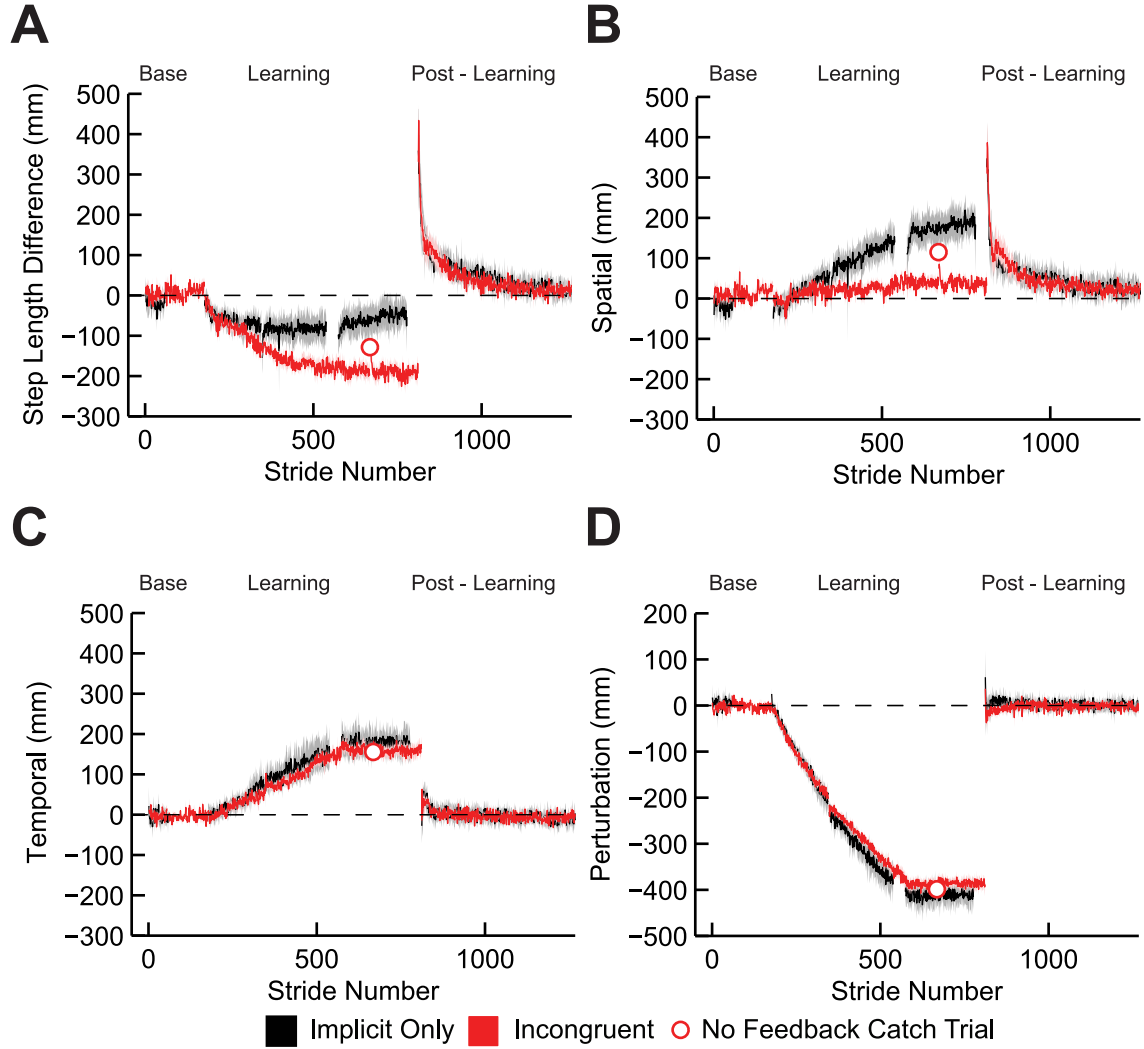 A
Base Learning Post - Learning
500
400
300
200
100
0
−100
−200
−300
Step Length Difference (mm)
0 500 1000
Stride Number
B
Base Learning Post - Learning
500
400
300
200
100
0
−100
−200
−300
Spatial (mm)
0 500 1000
Stride Number
C
Base Learning Post - Learning
500
400
300
200
100
0
−100
−200
−300
Temporal (mm)
0 500 1000
Stride Number
D
Base Learning Post - Learning
200
100
0
−100
−200
−300
−400
−500
Perturbation (mm)
0 500 1000
Stride Number
Implicit Only Incongruent No Feedback Catch Trial